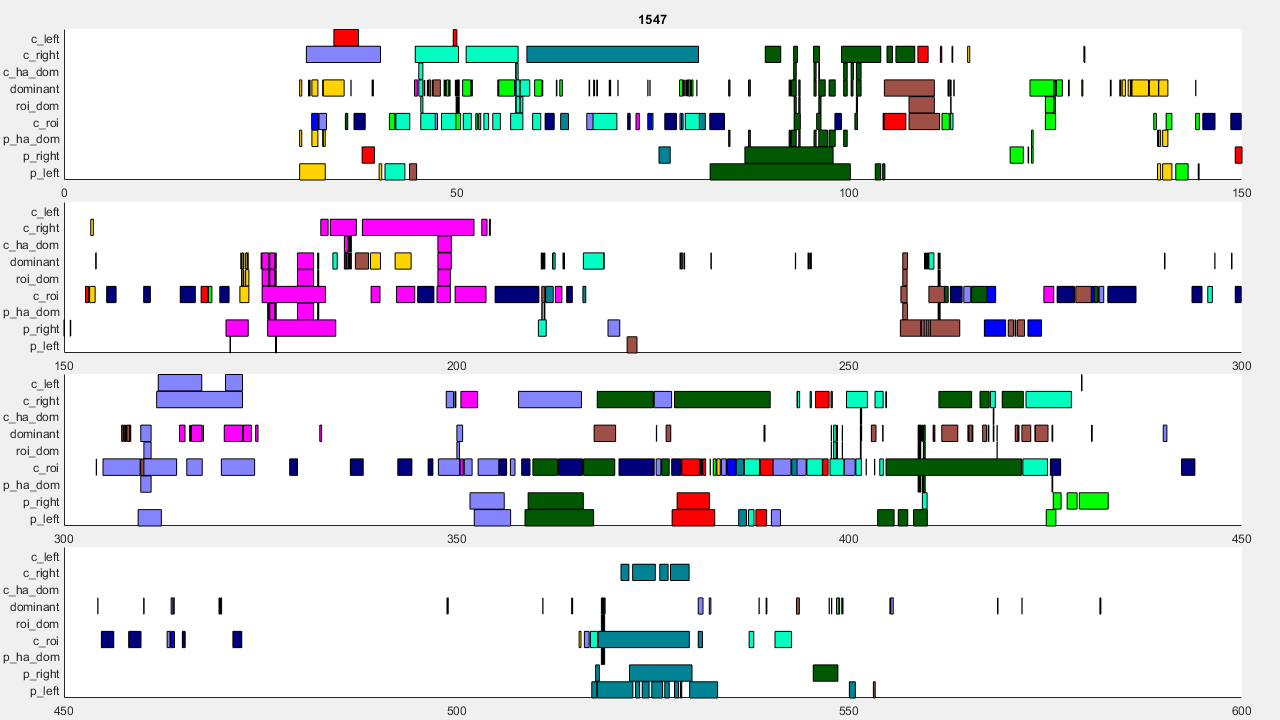 1547
c_left
c_right
c_ha_dom
dominant
roi_dom
c_roi
p_ha_dom
p_right
p_left
0 50 100 150
c_left
c_right
c_ha_dom
dominant
roi_dom
c_roi
p_ha_dom
p_right
p_left
150 200 250 300
c_left
c_right
c_ha_dom
dominant
roi_dom
c_roi
p_ha_dom
p_right
p_left
300 350 400 450
c_left
c_right
c_ha_dom
dominant
roi_dom
c_roi
p_ha_dom
p_right
p_left
450 500 550 600